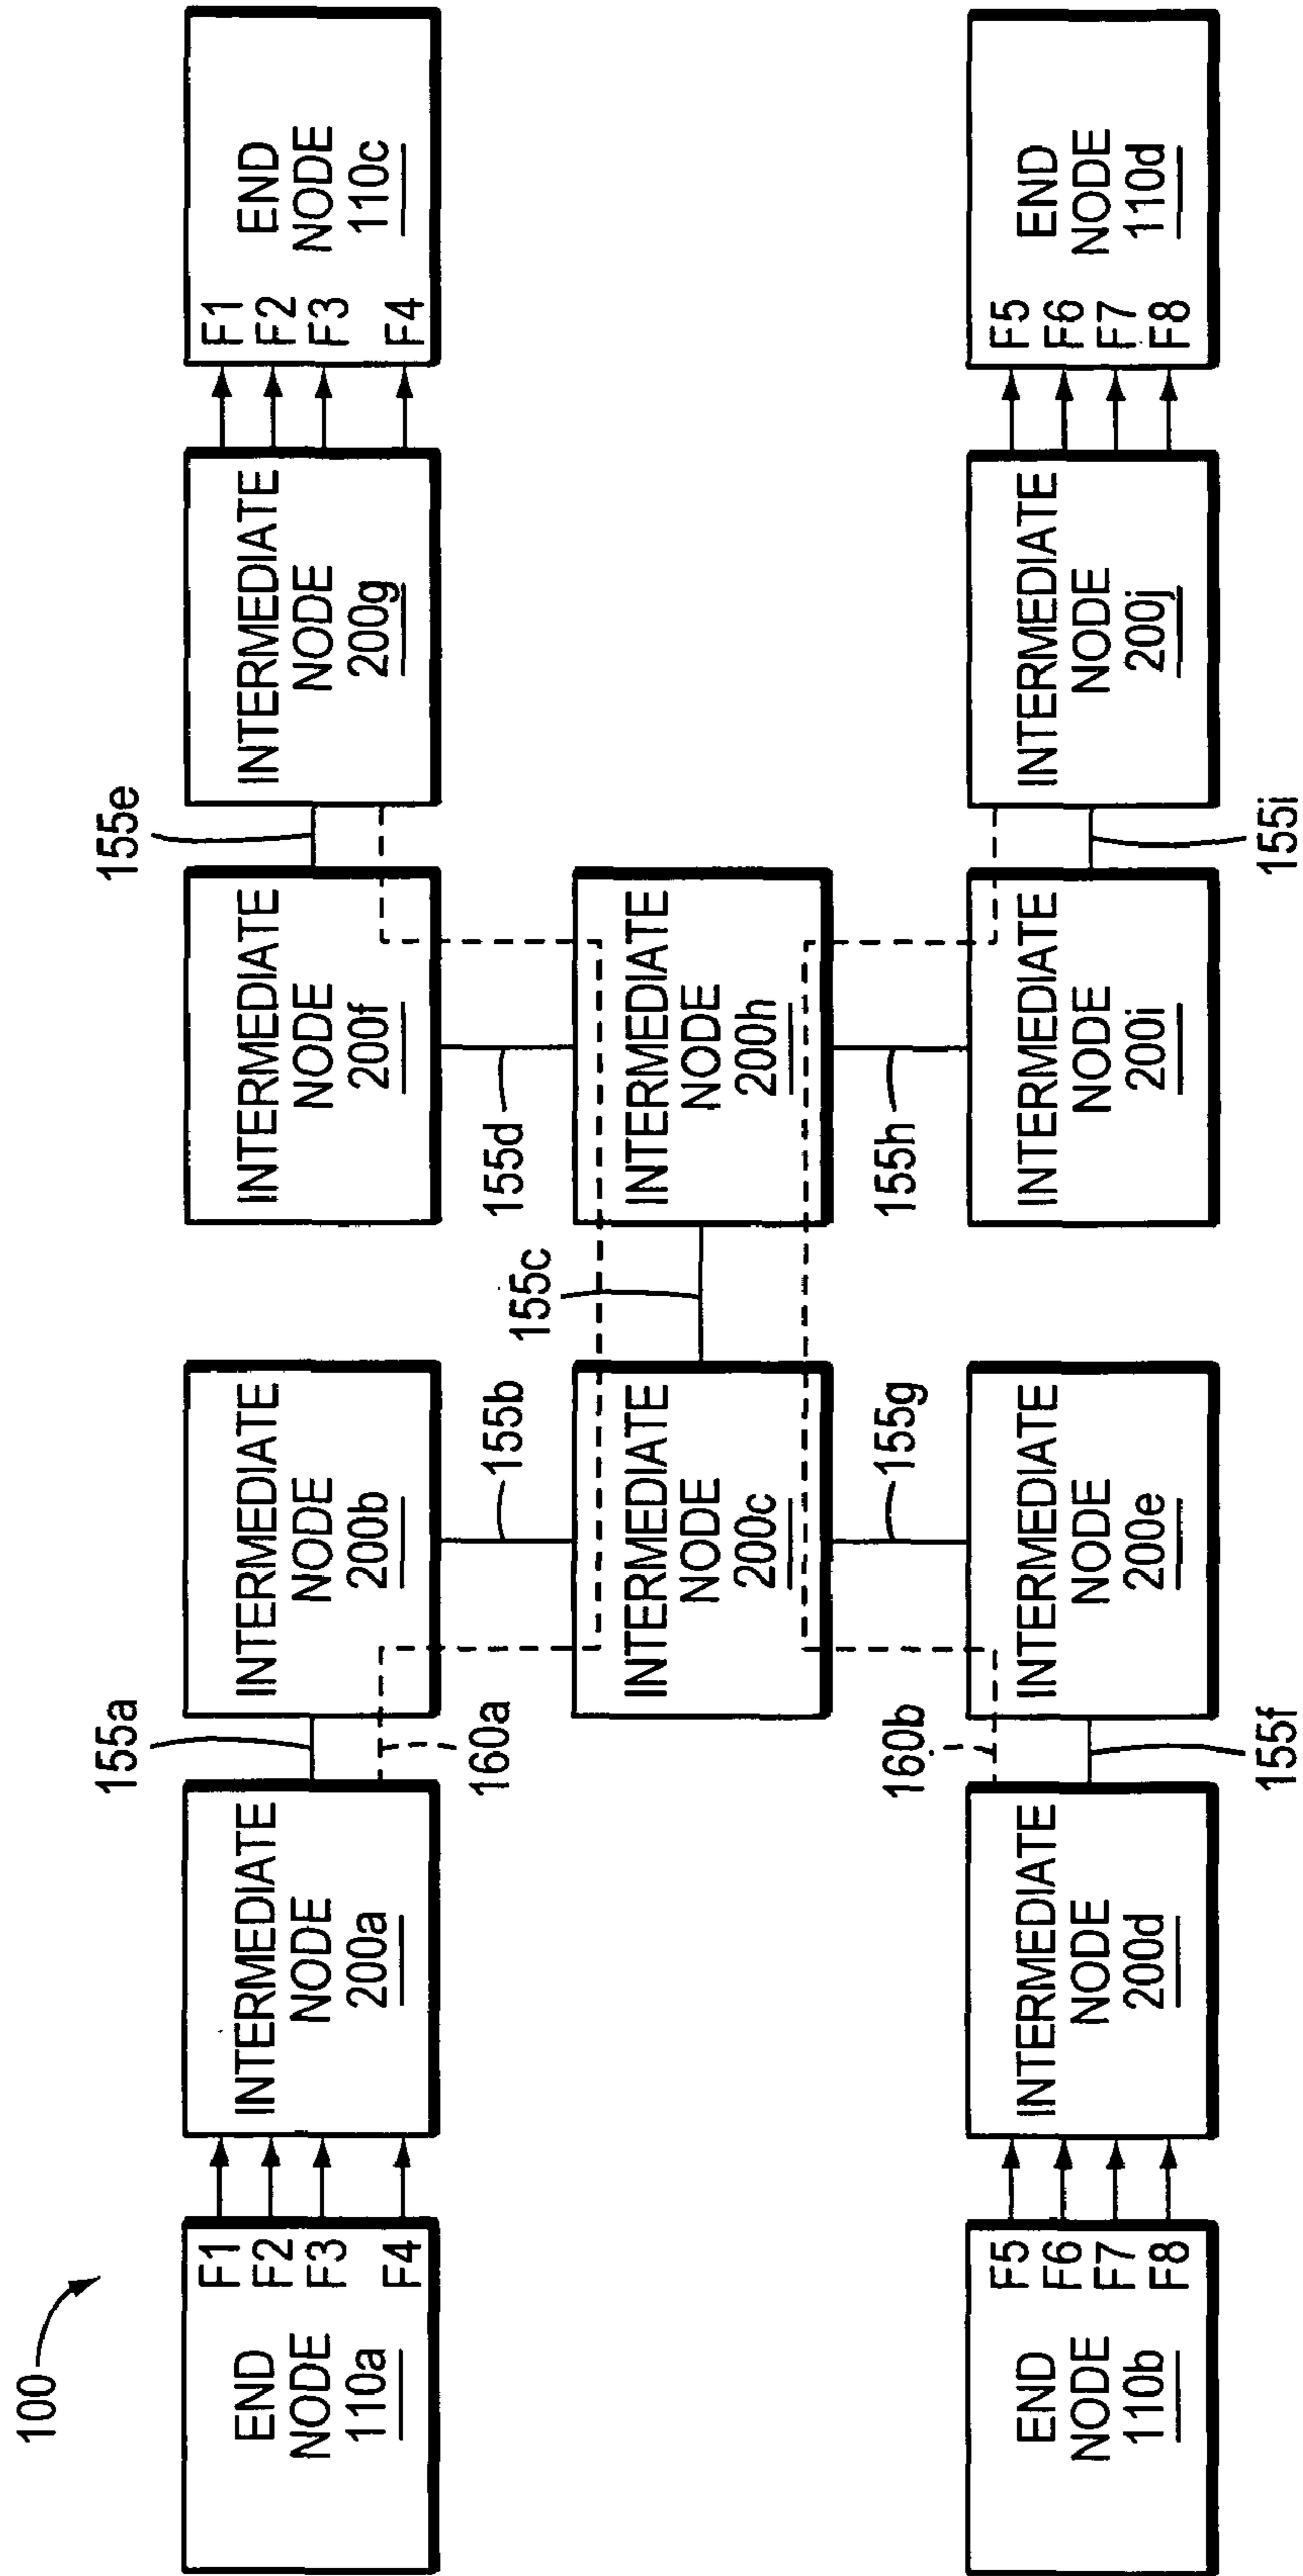 100
END
NODE
110a
F1
F2
F3
F4
INTERMEDIATE
NODE
200a
155a
160a
INTERMEDIATE
NODE
200b
155b
INTERMEDIATE
NODE
200f
155d
155e
INTERMEDIATE
NODE
200g
F1
F2
F3
F4
END
NODE
110c
INTERMEDIATE
NODE
200c
155c
INTERMEDIATE
NODE
200h
155g
155h
END
NODE
110b
F5
F6
F7
F8
INTERMEDIATE
NODE
200d
160b
155f
INTERMEDIATE
NODE
200e
INTERMEDIATE
NODE
200i
155i
INTERMEDIATE
NODE
200j
F5
F6
F7
F8
END
NODE
110d